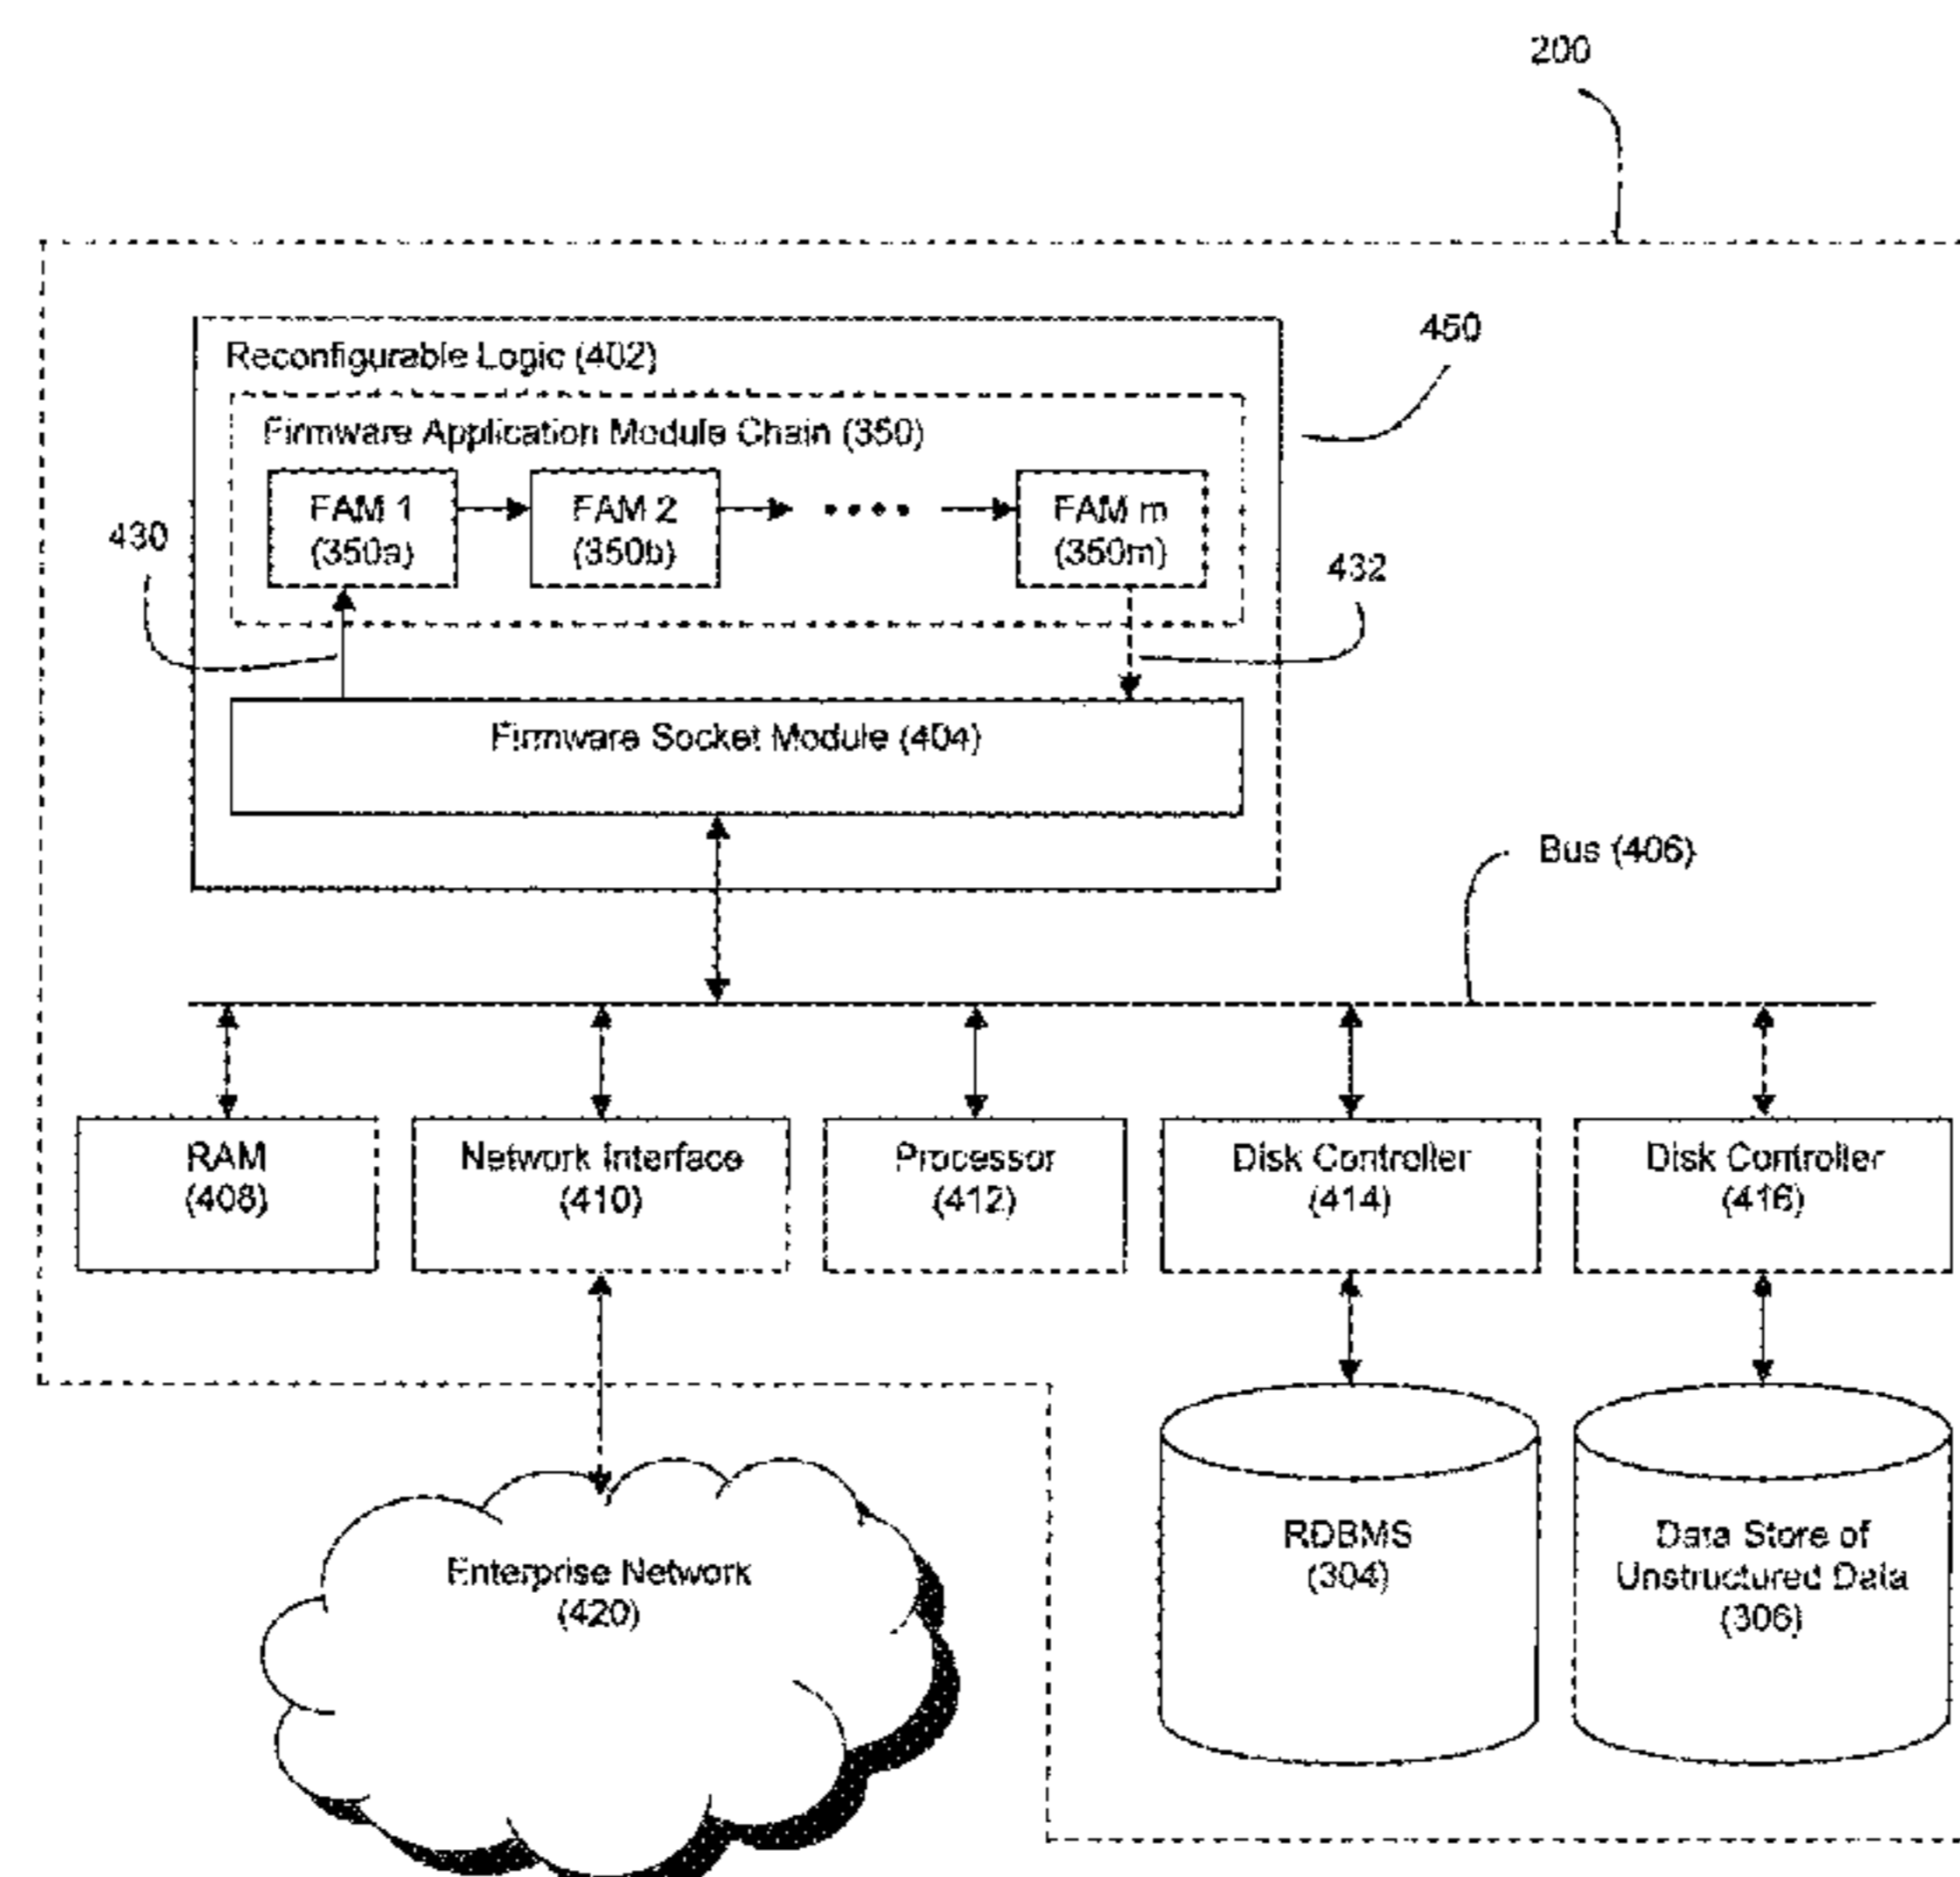 200
450
Reconfigurable Logic (402)
Firmware Application Module Chain (350)
FAM 1
(350a)
FAM 2
(350b)
FAM m
(350m)
430
432
Firmware Socket Module (404)
Bus (406)
RAM
(408)
Network Interface
(410)
Processor
(412)
Disk Controller
(414)
Disk Controller
(416)
Enterprise Network
(420)
RDBMS
(304)
Data Store of
Unstructured Data
(306)